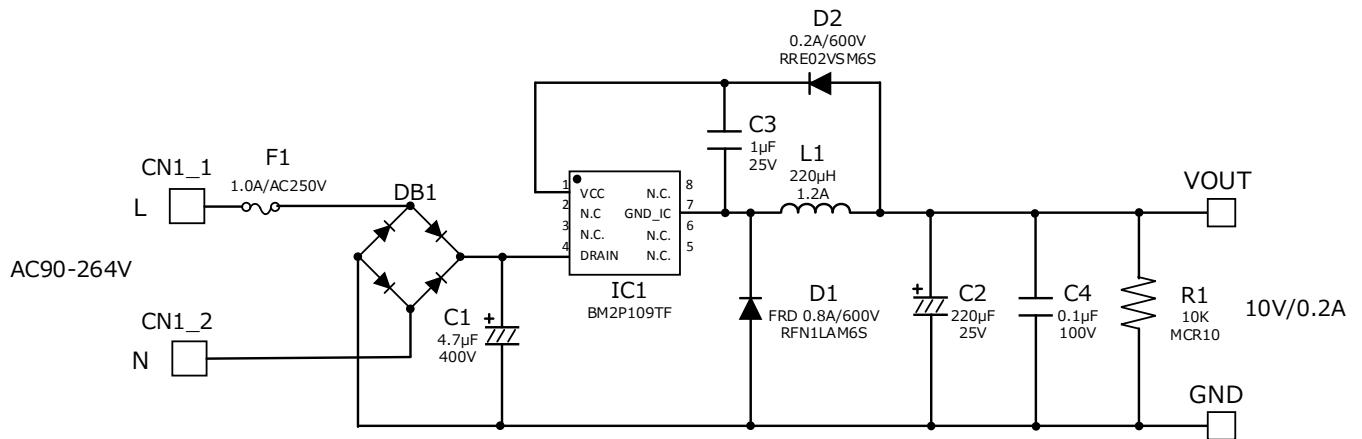 D2
0.2A/600V
RRE02VSM6S
C3
1µF
25V
L1
220µH
1.2A
CN1_1
F1
1.0A/AC250V
DB1
L
VOUT
1 VCC N.C. 8
2 N.C GND_IC 7
3 N.C. N.C. 6
4 DRAIN N.C. 5
AC90-264V
IC1
BM2P109TF
D1
FRD 0.8A/600V
RFN1LAM6S
C2
220µF
25V
C4
0.1µF
100V
R1
10K
MCR10
10V/0.2A
CN1_2
N
C1
4.7µF
400V
+
+
GND